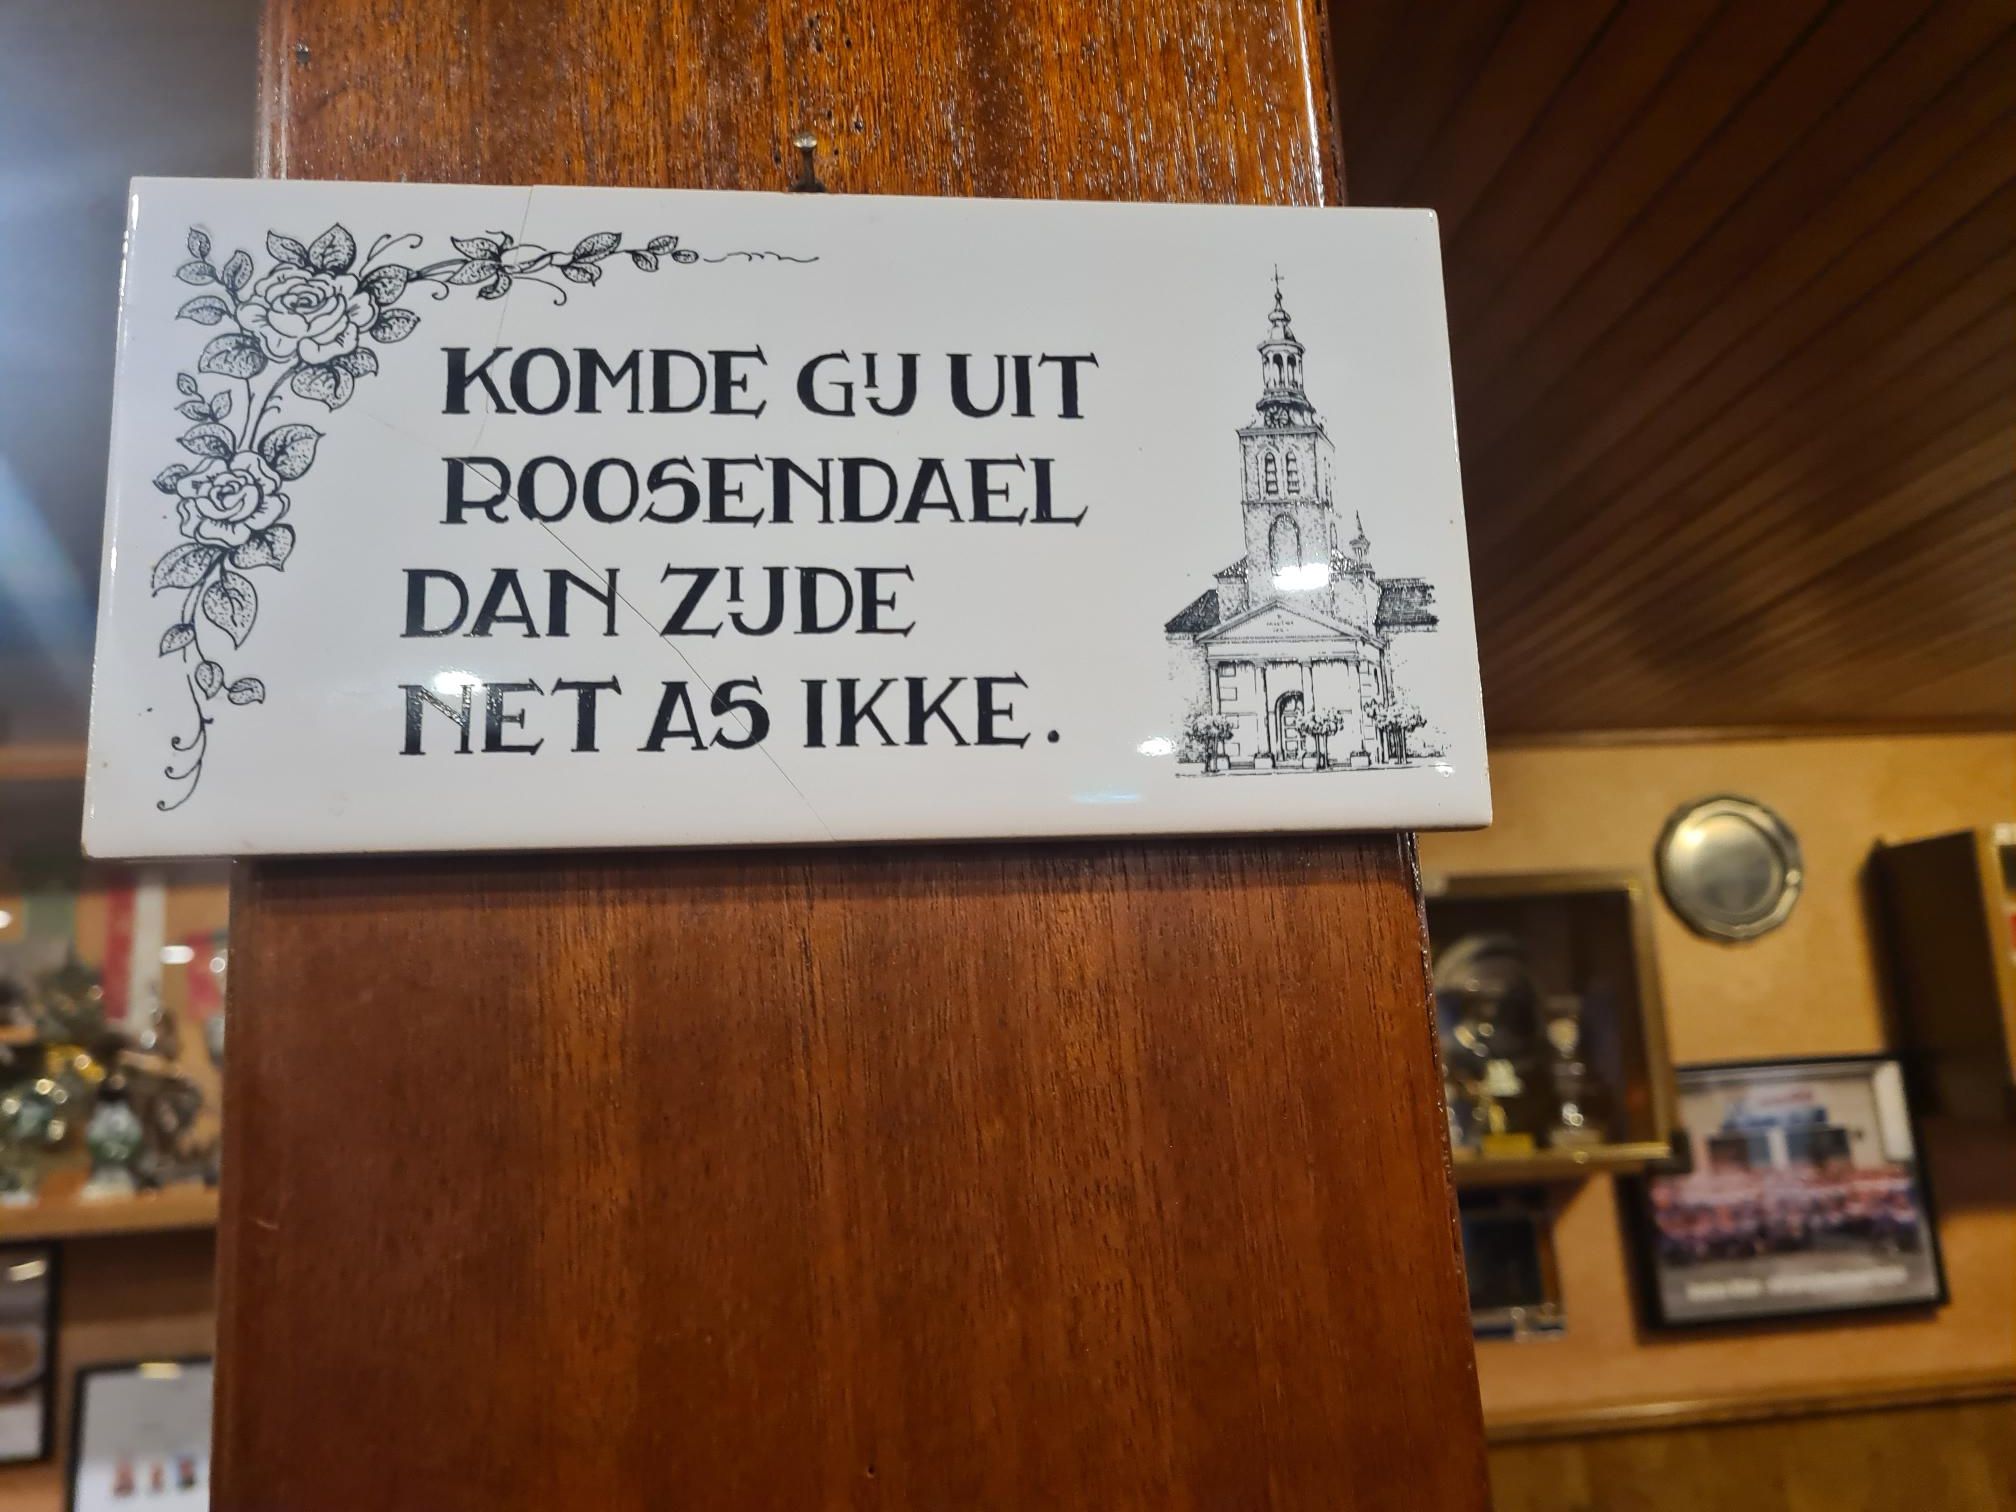 KOMDE GIJ UIT
ROOSENDAEL
DAN ZIJDE
NET AS IKKE.